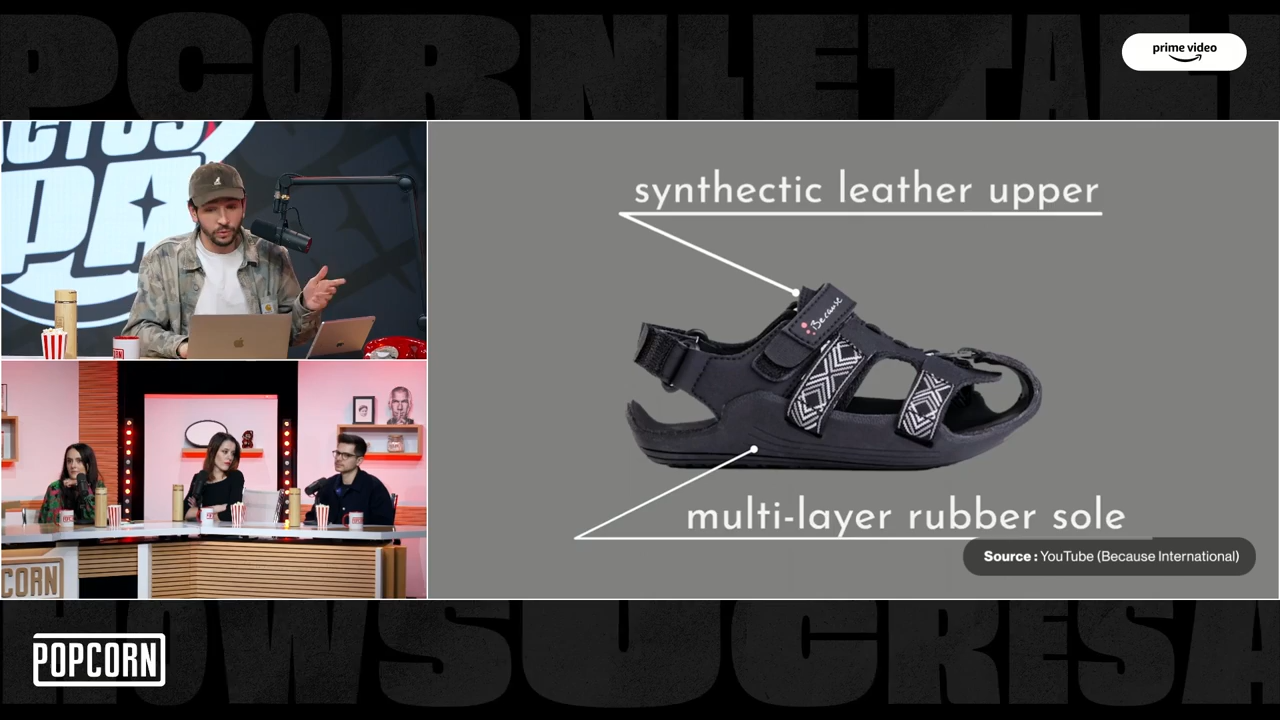 prime video
synthectic leather upper
Because
multi-layer rubber sole
Source : YouTube (Because International)
CORN
POPCORN